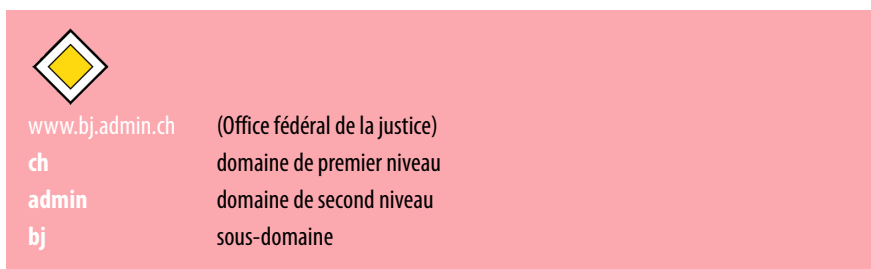 www.bj.admin.ch (Office fédéral de la justice)
ch domaine de premier niveau
admin domaine de second niveau
bj sous-domaine